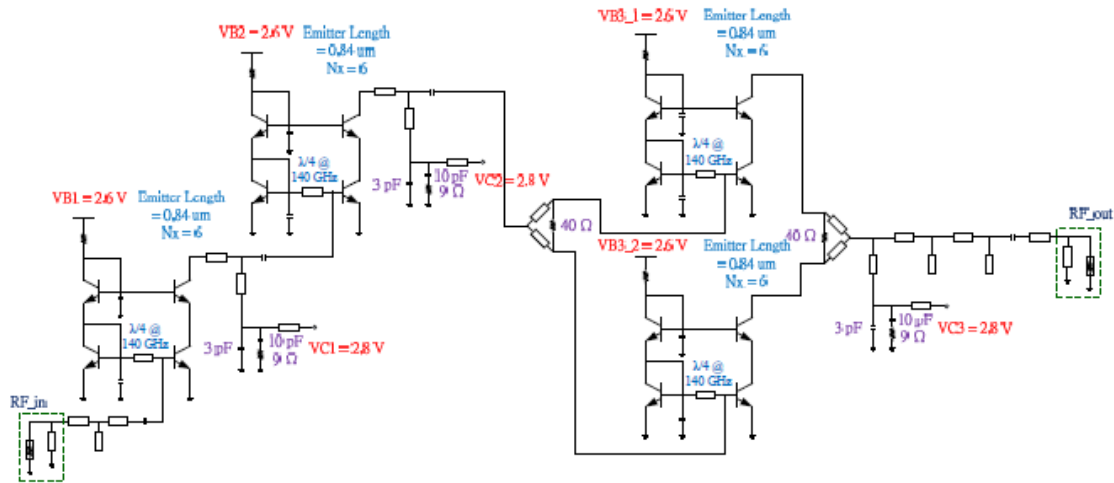 VB2 = 2.6 V
Emitter Length
= 0.84 um
Nx = 6
λ/4 @
140 GHz
3 pF
10 pF
9 Ω
VC2 = 2.8 V
VB1 = 2.6 V
Emitter Length
= 0.84 um
Nx = 6
λ/4 @
140 GHz
3 pF
10 pF
9 Ω
VC1 = 2.8 V
RF_in
VB3_1 = 2.6 V
Emitter Length
= 0.84 um
Nx = 6
λ/4 @
140 GHz
40 Ω
VB3_2 = 2.6 V
Emitter Length
= 0.84 um
Nx = 6
λ/4 @
140 GHz
40 Ω
3 pF
10 pF
9 Ω
VC3 = 2.8 V
RF_out